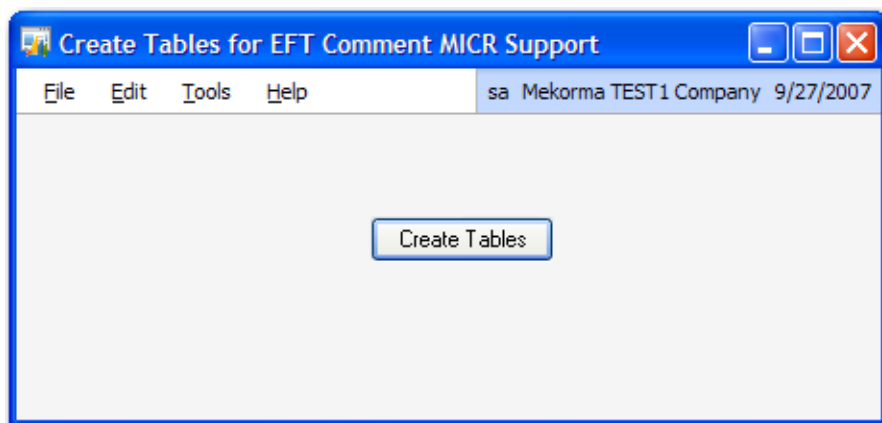 Create Tables for EFT Comment MICR Support
File Edit Tools Help sa Mekorma TEST1 Company 9/27/2007
Create Tables